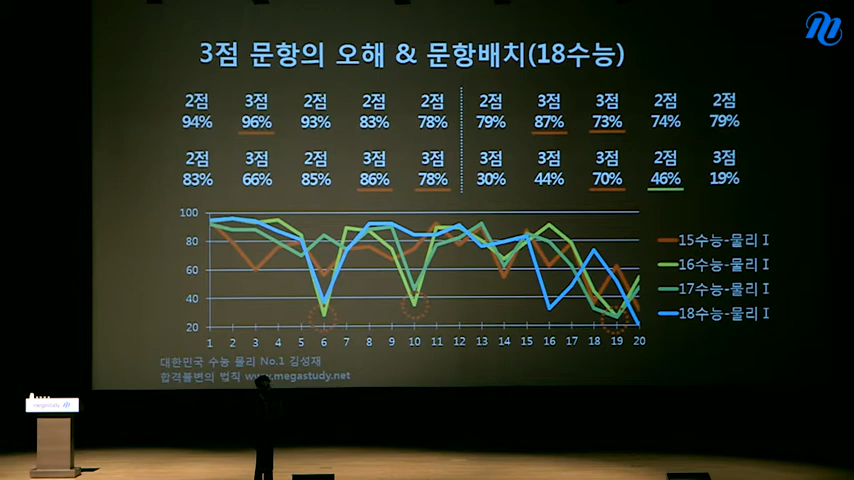 3점 문항의 오해 & 문항배치(18수능)
2점 3점 2점 2점 2점 2점 3점 3점 2점 2점
94% 96% 93% 83% 78% 79% 87% 73% 74% 79%
2점 3점 2점 3점 3점 3점 3점 3점 2점 3점
83% 66% 85% 86% 78% 30% 44% 70% 46% 19%
100
80
60
40
20
1 2 3 4 5 6 7 8 9 10 11 12 13 14 15 16 17 18 19 20
15수능-물리Ⅰ
16수능-물리Ⅰ
17수능-물리Ⅰ
18수능-물리Ⅰ
대한민국 수능 물리 No.1 김성재
합격불변의 법칙 www.megastudy.net